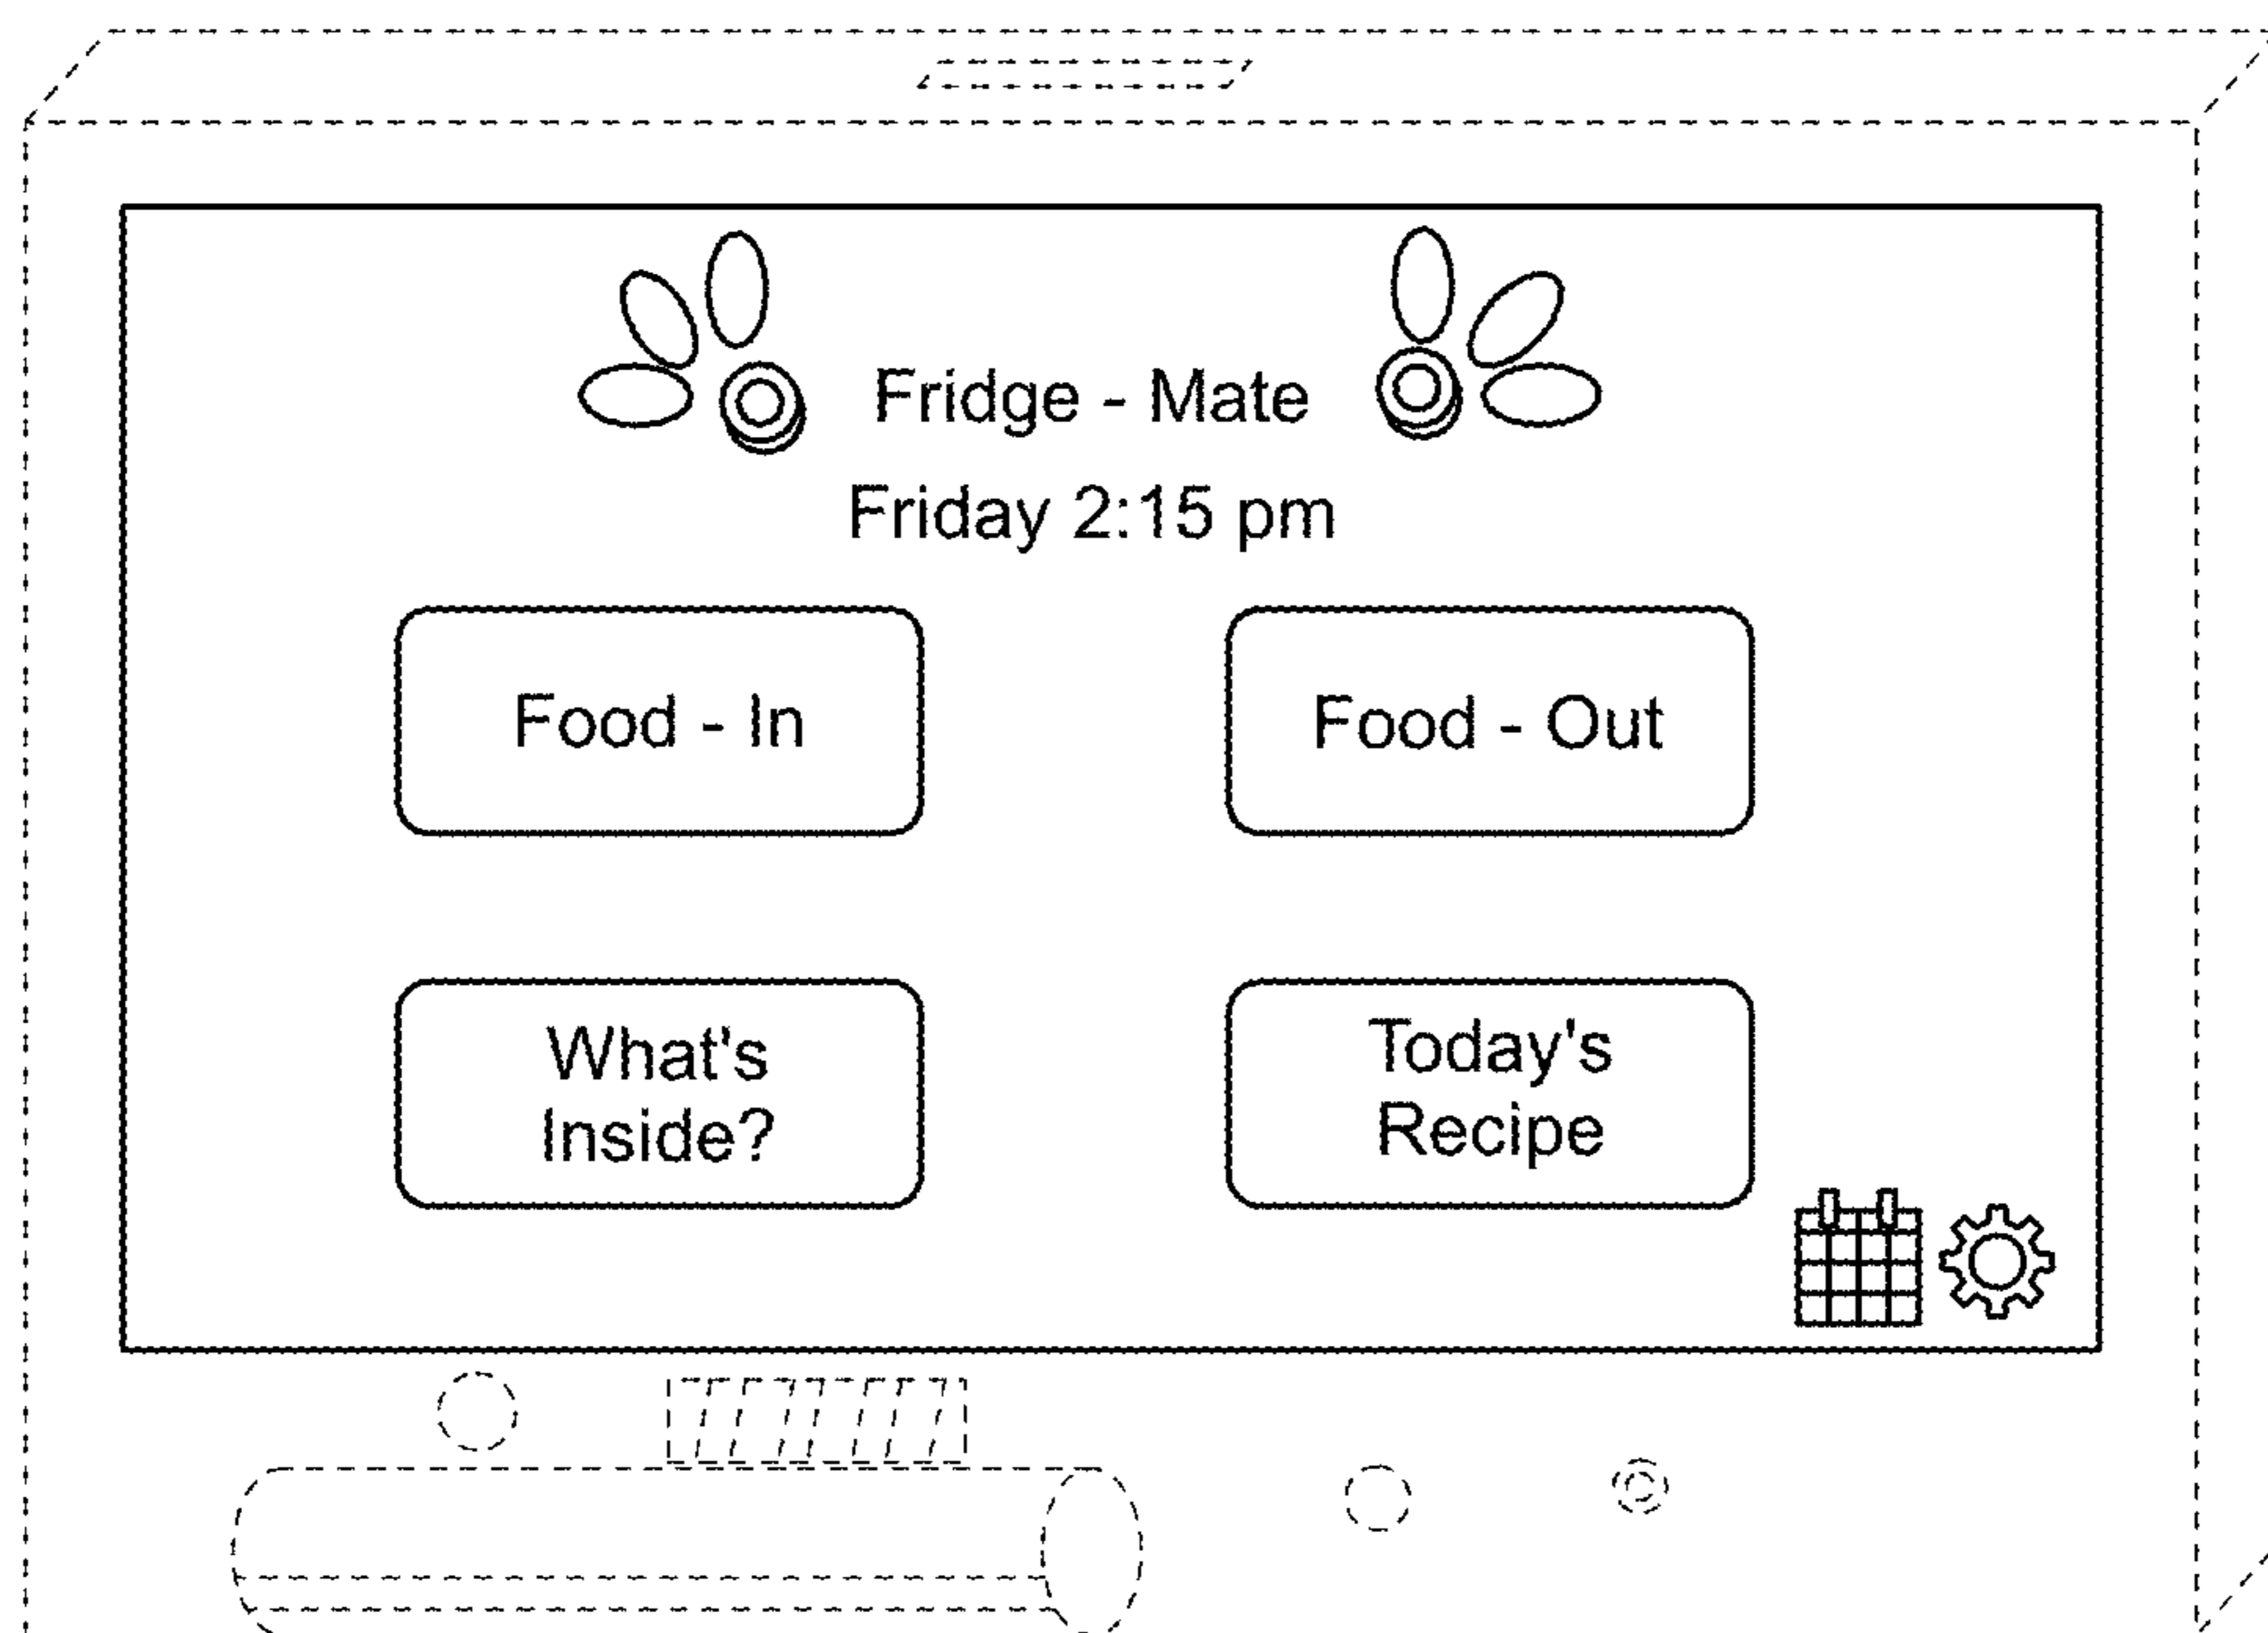 Fridge - Mate
Friday 2:15 pm
Food - In
Food - Out
What's
Inside?
Today's
Recipe